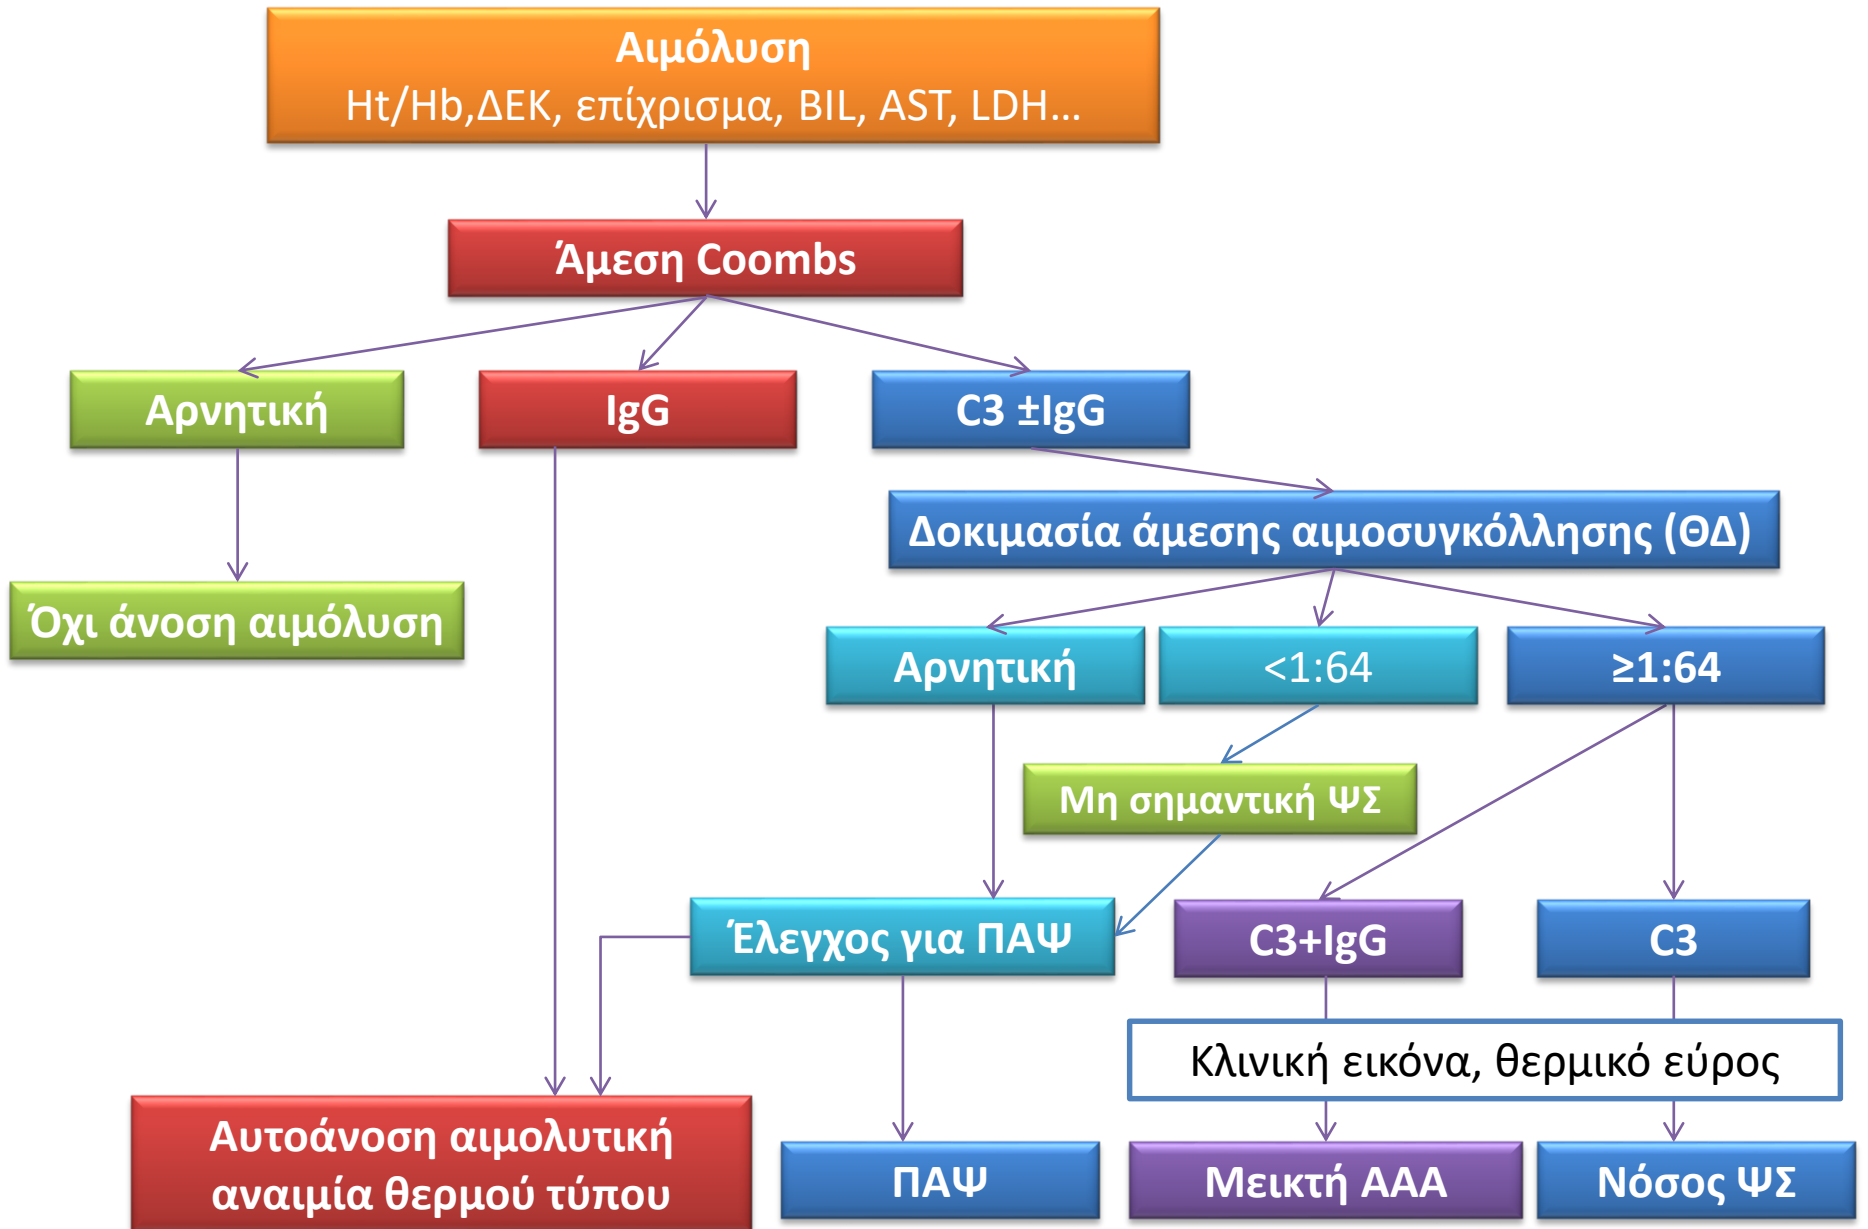 Αιμόλυση
Ht/Hb,ΔΕΚ, επίχρισμα, BIL, AST, LDH...
Άμεση Coombs
Αρνητική
IgG
C3 ±IgG
Δοκιμασία άμεσης αιμοσυγκόλλησης (ΘΔ)
Όχι άνοση αιμόλυση
Αρνητική
<1:64
≥1:64
Μη σημαντική ΨΣ
Έλεγχος για ΠΑΨ
C3+IgG
C3
Κλινική εικόνα, θερμικό εύρος
Αυτοάνοση αιμολυτική
αναιμία θερμού τύπου
ΠΑΨ
Μεικτή ΑΑΑ
Νόσος ΨΣ